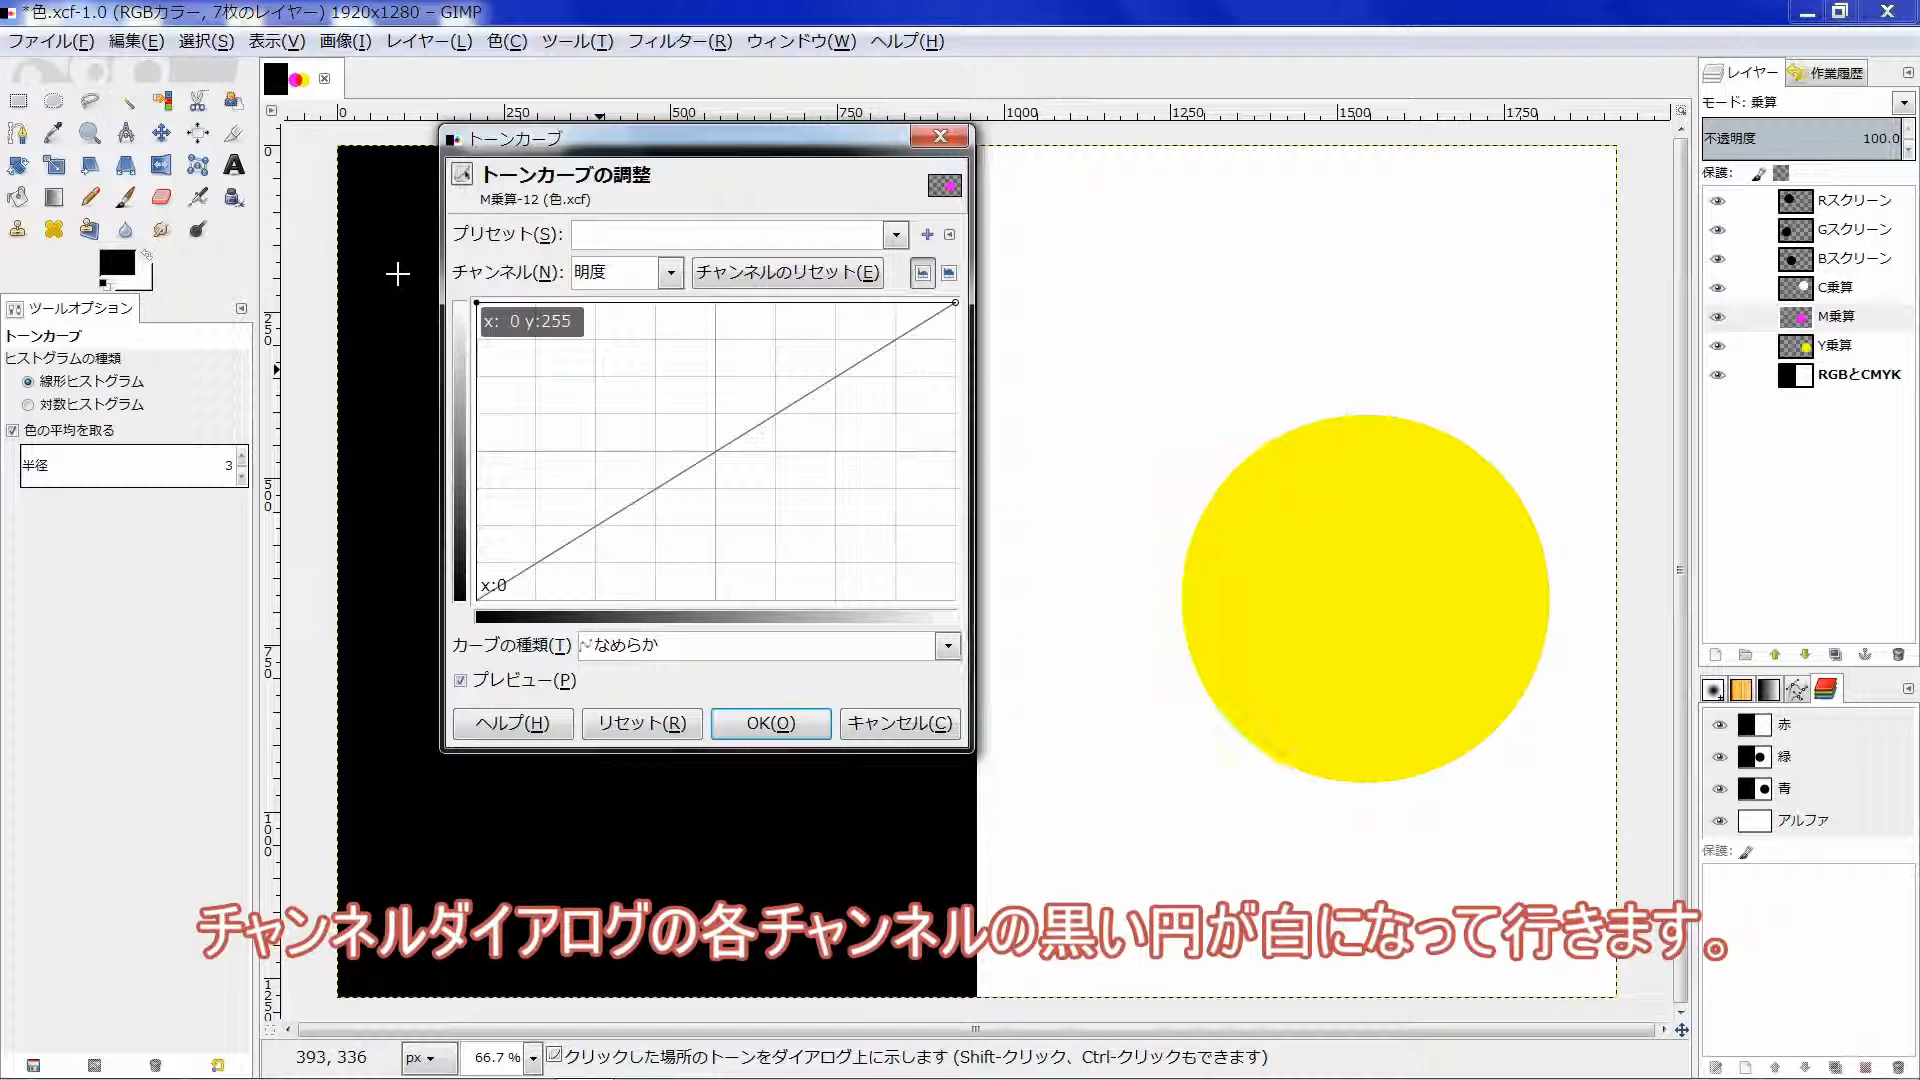 *色.xcf-1.0 (RGBカラー, 7枚のレイヤー) 1920x1280 – GIMP
ファイル(F) 編集(E) 選択(S) 表示(V) 画像(I) レイヤー(L) 色(C) ツール(T) フィルター(R) ウィンドウ(W) ヘルプ(H)
ツールオプション
トーンカーブ
ヒストグラムの種類
線形ヒストグラム
対数ヒストグラム
色の平均を取る
半径 3
0 250 500 750 1000 1250 1500 1750
0
250
500
750
1000
1250
トーンカーブ
トーンカーブの調整
M乗算-12 (色.xcf)
プリセット(S):
チャンネル(N): 明度 チャンネルのリセット(E)
x: 0 y:255
x:0
カーブの種類(T) なめらか
プレビュー(P)
ヘルプ(H) リセット(R) OK(O) キャンセル(C)
チャンネルダイアログの各チャンネルの黒い円が白になって行きます。
393, 336 px 66.7 % クリックした場所のトーンをダイアログ上に示します (Shift-クリック、Ctrl-クリックもできます)
レイヤー 作業履歴
モード: 乗算
不透明度 100.0
保護:
Rスクリーン
Gスクリーン
Bスクリーン
C乗算
M乗算
Y乗算
RGBとCMYK
赤
緑
青
アルファ
保護: